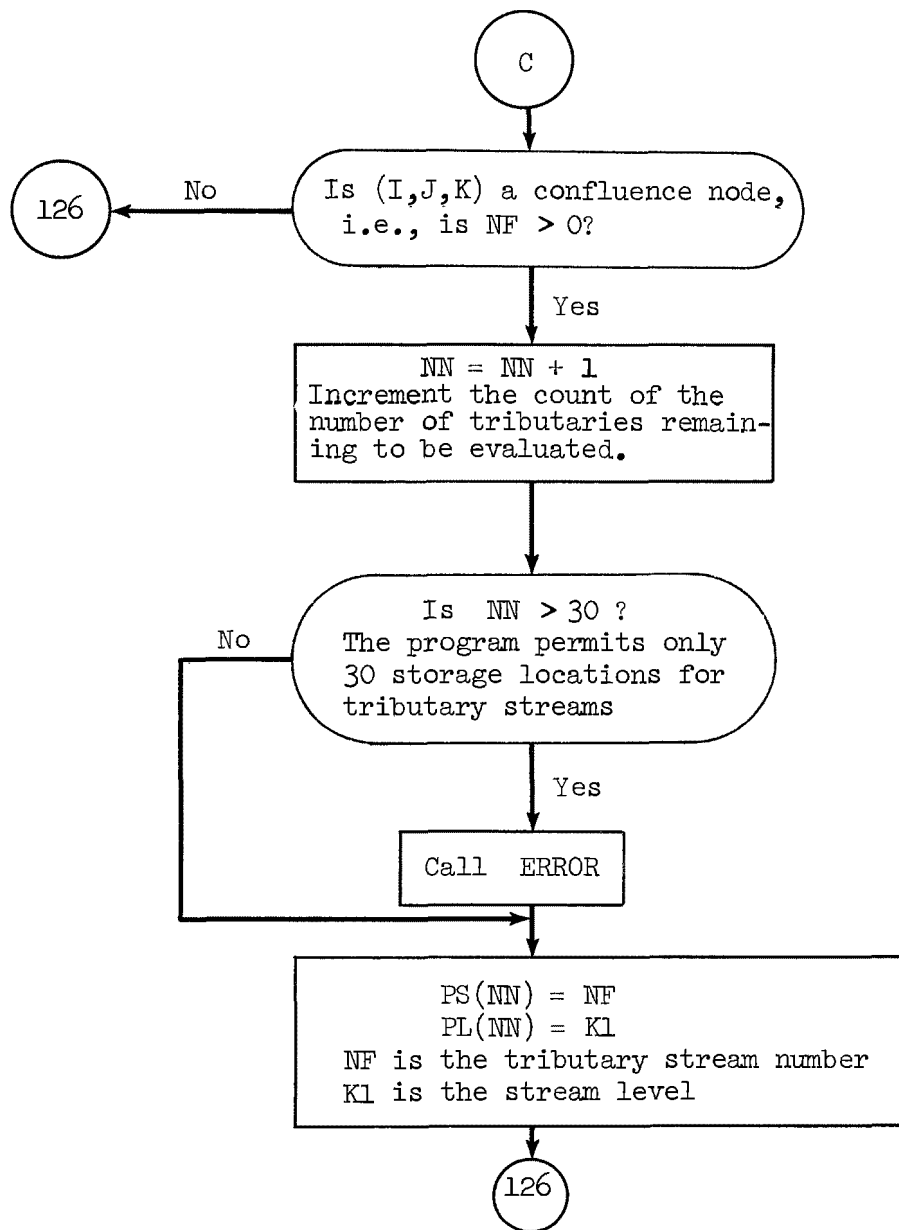 C
Is (I,J,K) a confluence node,
i.e., is NF > 0?
No
126
Yes
NN = NN + 1
Increment the count of the
number of tributaries remain-
ing to be evaluated.
Is NN > 30 ?
The program permits only
30 storage locations for
tributary streams
No
Yes
Call ERROR
PS(NN) = NF
PL(NN) = K1
NF is the tributary stream number
K1 is the stream level
126